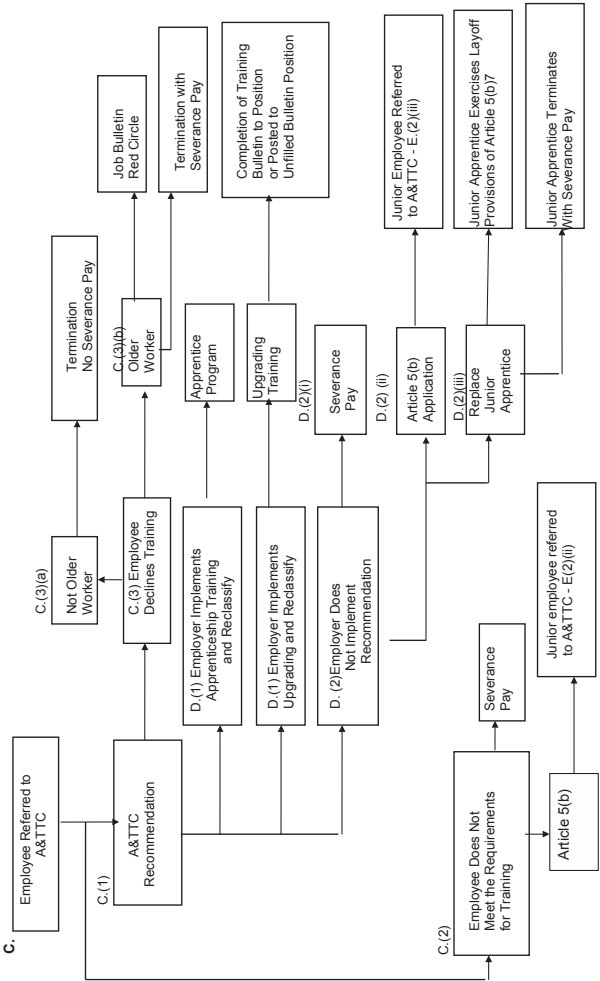 C.
Employee Referred to
A&TTC
C.(1)
A&TTC
Recommendation
C.(3)(a)
Not Older
Worker
Termination
No Severance Pay
C.(3) Employee
Declines Training
C.(3)(b)
Older
Worker
Job Bulletin
Red Circle
Termination with
Severance Pay
D.(1) Employer Implements
Apprenticeship Training
and Reclassify
Apprentice
Program
D.(1) Employer Implements
Upgrading and Reclassify
Upgrading
Training
Completion of Training
Bulletin to Position
or Posted to
Unfilled Bulletin Position
D. (2)Employer Does
Not Implement
Recommendation
D.(2)(i)
Severance
Pay
D.(2) (ii)
Article 5(b)
Application
Junior Employee Referred
to A&TTC - E.(2)(iii)
D.(2)(iii)
Replace
Junior
Apprentice
Junior Apprentice Exercises Layoff
Provisions of Article 5(b)7
Junior Apprentice Terminates
With Severance Pay
C.(2)
Employee Does Not
Meet the Requirements
for Training
Severance
Pay
Article 5(b)
Junior employee referred
to A&TTC - E(2)(ii)